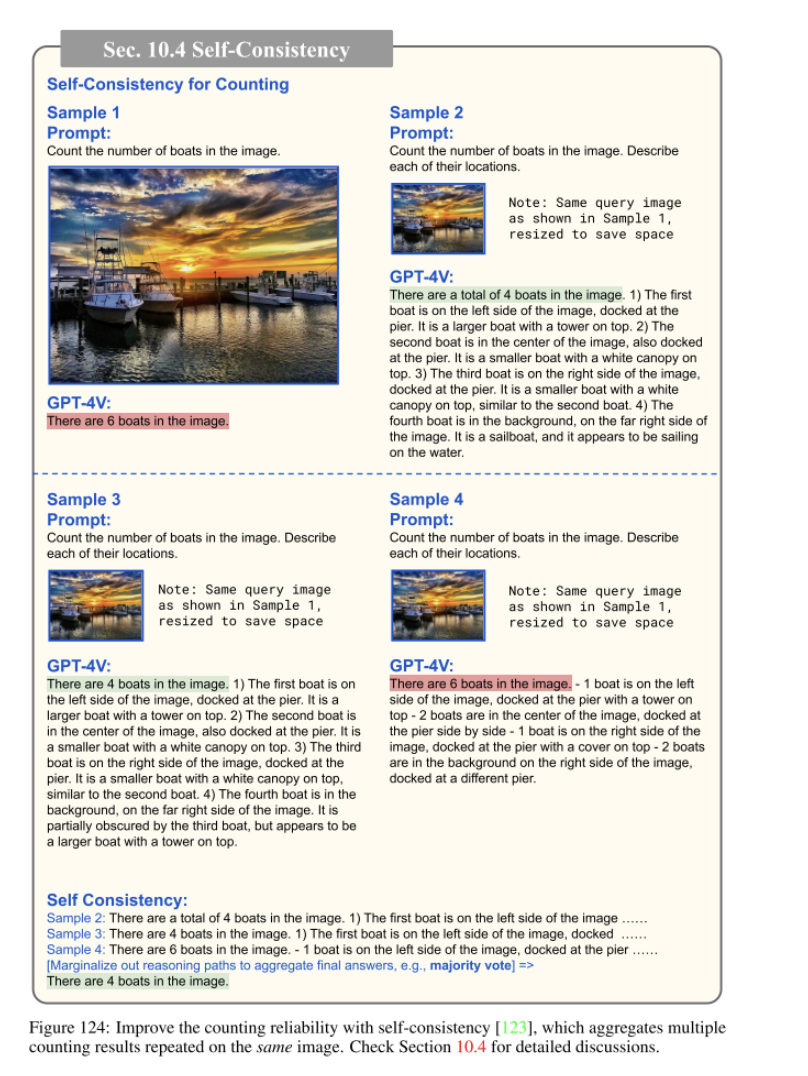 Sec. 10.4 Self-Consistency
Self-Consistency for Counting
Sample 1
Prompt:
Count the number of boats in the image.
GPT-4V:
There are 6 boats in the image.
Sample 2
Prompt:
Count the number of boats in the image. Describe
each of their locations.
Note: Same query image
as shown in Sample 1,
resized to save space
GPT-4V:
There are a total of 4 boats in the image. 1) The first
boat is on the left side of the image, docked at the
pier. It is a larger boat with a tower on top. 2) The
second boat is in the center of the image, also docked
at the pier. It is a smaller boat with a white canopy on
top. 3) The third boat is on the right side of the image,
docked at the pier. It is a smaller boat with a white
canopy on top, similar to the second boat. 4) The
fourth boat is in the background, on the far right side of
the image. It is a sailboat, and it appears to be sailing
on the water.
Sample 3
Prompt:
Count the number of boats in the image. Describe
each of their locations.
Note: Same query image
as shown in Sample 1,
resized to save space
GPT-4V:
There are 4 boats in the image. 1) The first boat is on
the left side of the image, docked at the pier. It is a
larger boat with a tower on top. 2) The second boat is
in the center of the image, also docked at the pier. It is
a smaller boat with a white canopy on top. 3) The third
boat is on the right side of the image, docked at the
pier. It is a smaller boat with a white canopy on top,
similar to the second boat. 4) The fourth boat is in the
background, on the far right side of the image. It is
partially obscured by the third boat, but appears to be
a larger boat with a tower on top.
Sample 4
Prompt:
Count the number of boats in the image. Describe
each of their locations.
Note: Same query image
as shown in Sample 1,
resized to save space
GPT-4V:
There are 6 boats in the image. - 1 boat is on the left
side of the image, docked at the pier with a tower on
top - 2 boats are in the center of the image, docked at
the pier side by side - 1 boat is on the right side of the
image, docked at the pier with a cover on top - 2 boats
are in the background on the right side of the image,
docked at a different pier.
Self Consistency:
Sample 2: There are a total of 4 boats in the image. 1) The first boat is on the left side of the image ……
Sample 3: There are 4 boats in the image. 1) The first boat is on the left side of the image, docked ……
Sample 4: There are 6 boats in the image. - 1 boat is on the left side of the image, docked at the pier ……
[Marginalize out reasoning paths to aggregate final answers, e.g., majority vote] =>
There are 4 boats in the image.
Figure 124: Improve the counting reliability with self-consistency [123], which aggregates multiple
counting results repeated on the same image. Check Section 10.4 for detailed discussions.